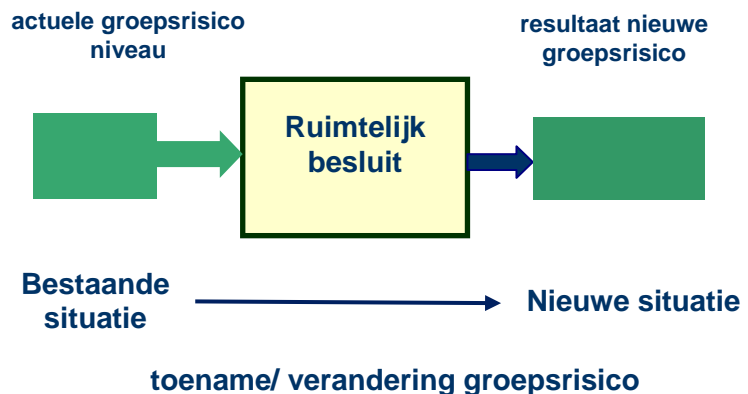 actuele groepsrisico
niveau
resultaat nieuwe
groepsrisico
Ruimtelijk
besluit
Bestaande
situatie
Nieuwe situatie
toename/ verandering groepsrisico